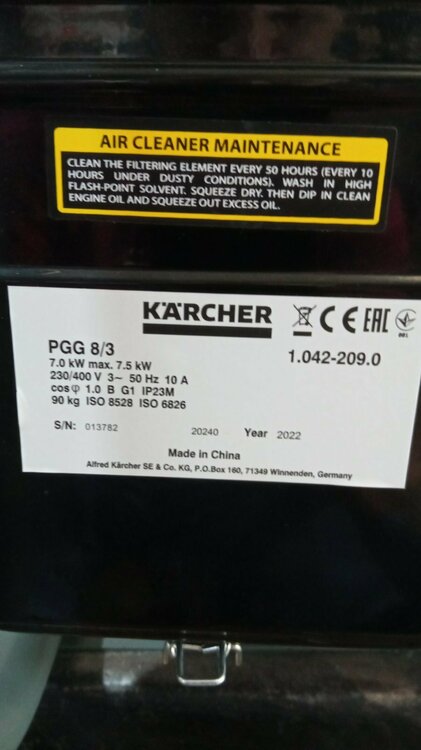 AIR CLEANER MAINTENANCE
CLEAN THE FILTERING ELEMENT EVERY 50 HOURS (EVERY 10
HOURS UNDER DUSTY CONDITIONS). WASH IN HIGH
FLASH-POINT SOLVENT. SQUEEZE DRY. THEN DIP IN CLEAN
ENGINE OIL AND SQUEEZE OUT EXCESS OIL.
KÄRCHER
CE EAC
PGG 8/3
1.042-209.0
7.0 kW max. 7.5 kW
230/400 V 3~ 50 Hz 10 A
cos φ 1.0 B G1 IP23M
90 kg ISO 8528 ISO 6826
S/N: 013782 20240 Year 2022
Made in China
Alfred Kärcher SE & Co. KG, P.O.Box 160, 71349 Winnenden, Germany